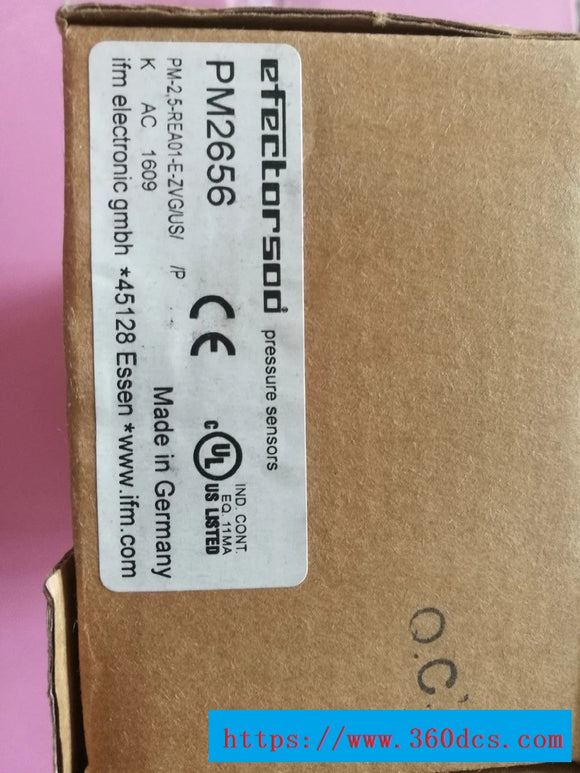 efector500
pressure sensors
PM2656
PM-2,5-REA01-E-ZVG/US/ /P
K AC 1609
ifm electronic gmbh *45128 Essen *www.ifm.com
Made in Germany
CE
c UL US LISTED
IND. CONT.
EQ. 11MA
Q.C
https://www.360dcs.com